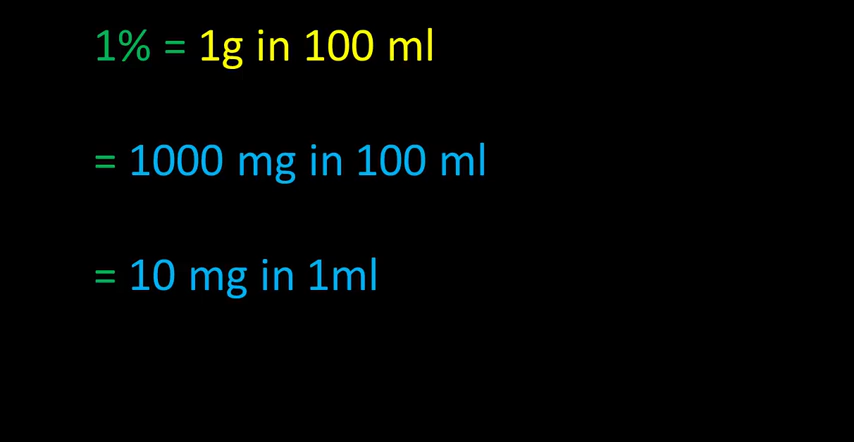 1% = 1g in 100 ml
= 1000 mg in 100 ml
= 10 mg in 1ml